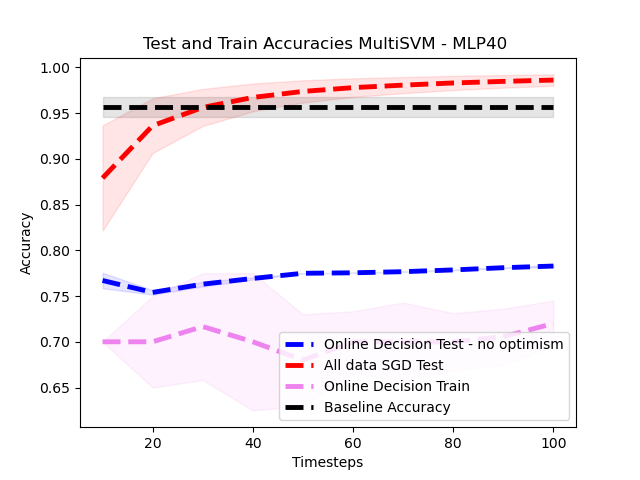 Test and Train Accuracies MultiSVM - MLP40
1.00
0.95
0.90
0.85
0.80
0.75
0.70
0.65
Accuracy
Online Decision Test - no optimism
All data SGD Test
Online Decision Train
Baseline Accuracy
20
40
60
80
100
Timesteps